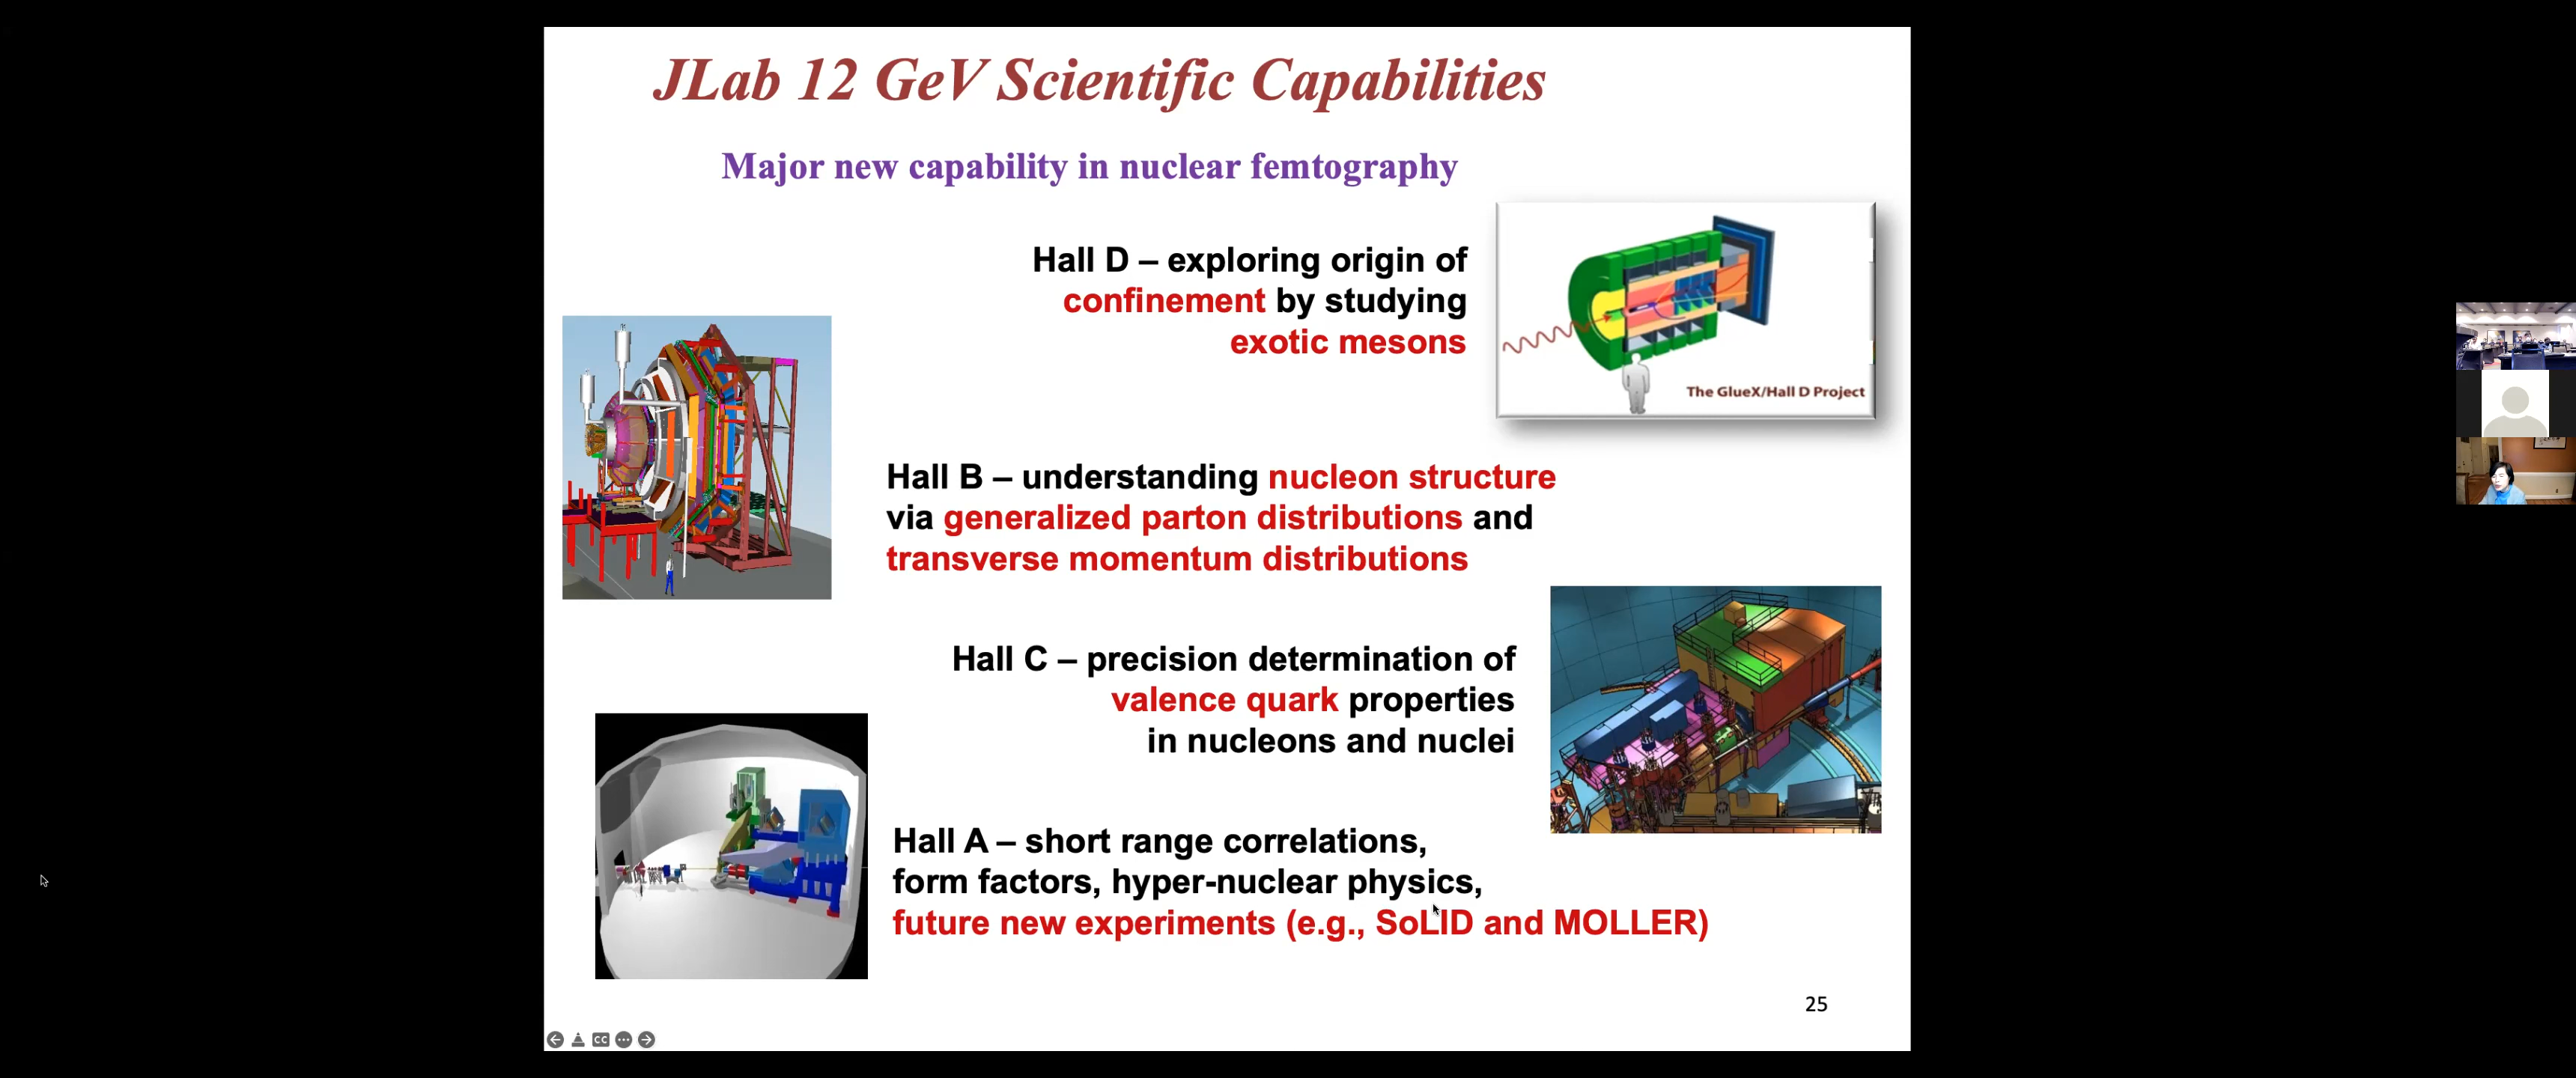 JLab 12 GeV Scientific Capabilities
Major new capability in nuclear femtography
Hall D – exploring origin of
confinement by studying
exotic mesons
The GlueX/Hall D Project
Hall B – understanding nucleon structure
via generalized parton distributions and
transverse momentum distributions
Hall C – precision determination of
valence quark properties
in nucleons and nuclei
Hall A – short range correlations,
form factors, hyper-nuclear physics,
future new experiments (e.g., SoLID and MOLLER)
25
CC